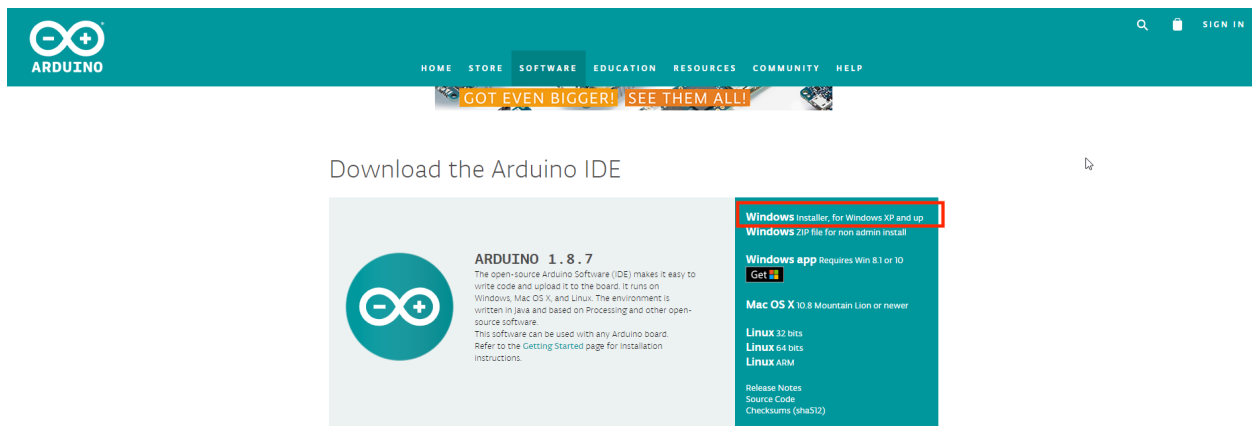 SIGN IN
ARDUINO
HOME STORE SOFTWARE EDUCATION RESOURCES COMMUNITY HELP
GOT EVEN BIGGER! SEE THEM ALL!
Download the Arduino IDE
ARDUINO 1.8.7
The open-source Arduino Software (IDE) makes it easy to
write code and upload it to the board. It runs on
Windows, Mac OS X, and Linux. The environment is
written in Java and based on Processing and other open-
source software.
This software can be used with any Arduino board.
Refer to the Getting Started page for Installation
instructions.
Windows Installer, for Windows XP and up
Windows ZIP file for non admin install
Windows app Requires Win 8.1 or 10
Get
Mac OS X 10.8 Mountain Lion or newer
Linux 32 bits
Linux 64 bits
Linux ARM
Release Notes
Source Code
Checksums (sha512)